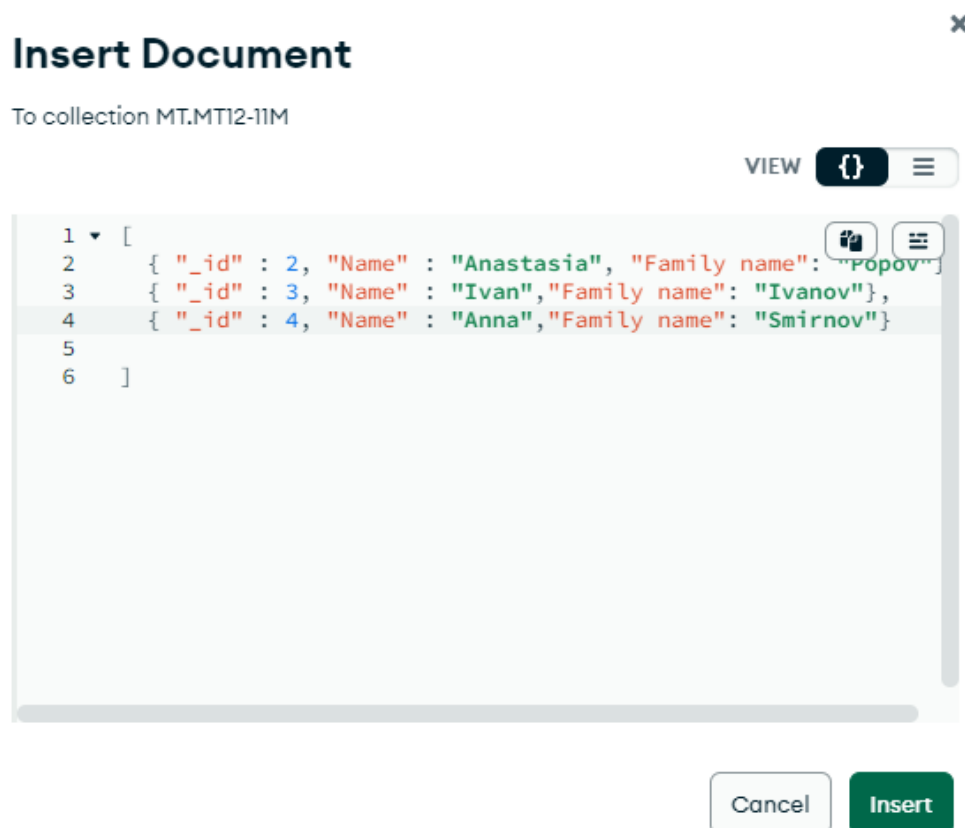 Insert Document
To collection MT.MT12-11M
VIEW {}
1 [
2 { "_id" : 2, "Name" : "Anastasia", "Family name": "Popov"}
3 { "_id" : 3, "Name" : "Ivan","Family name": "Ivanov"},
4 { "_id" : 4, "Name" : "Anna","Family name": "Smirnov"}
5
6 ]
Cancel Insert